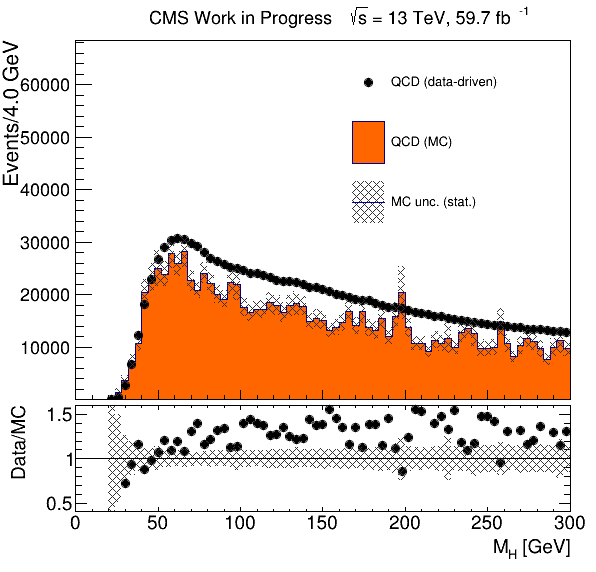 CMS Work in Progress √s = 13 TeV, 59.7 fb⁻¹
Events/4.0 GeV
60000
50000
40000
30000
20000
10000
QCD (data-driven)
QCD (MC)
MC unc. (stat.)
Data/MC
1.5
1
0.5
0 50 100 150 200 250 300
M_H [GeV]